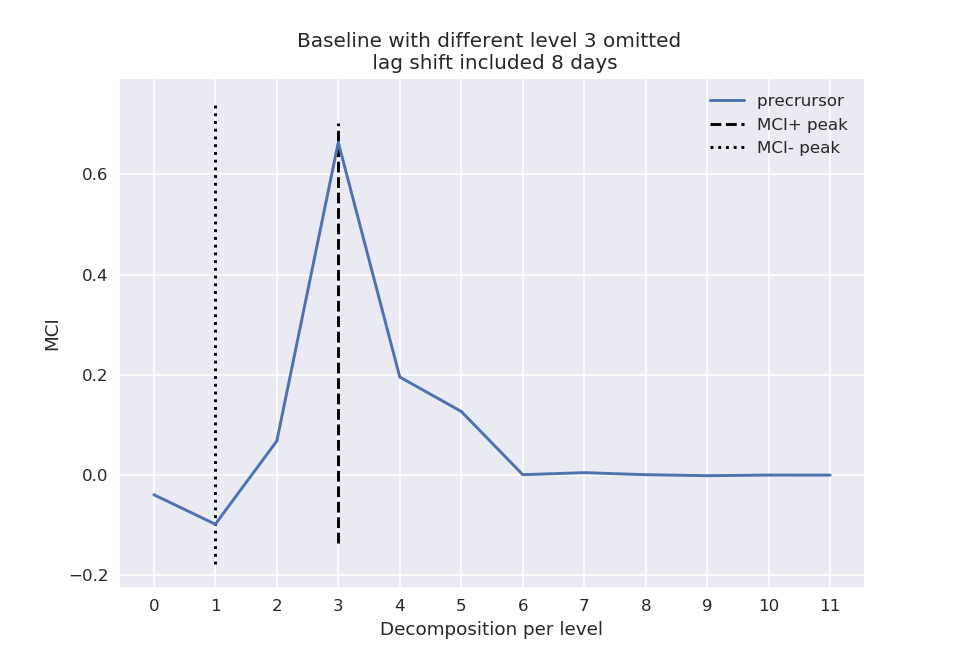 Baseline with different level 3 omitted
lag shift included 8 days
precrursor
MCI+ peak
MCI- peak
MCI
0.6
0.4
0.2
0.0
−0.2
0 1 2 3 4 5 6 7 8 9 10 11
Decomposition per level